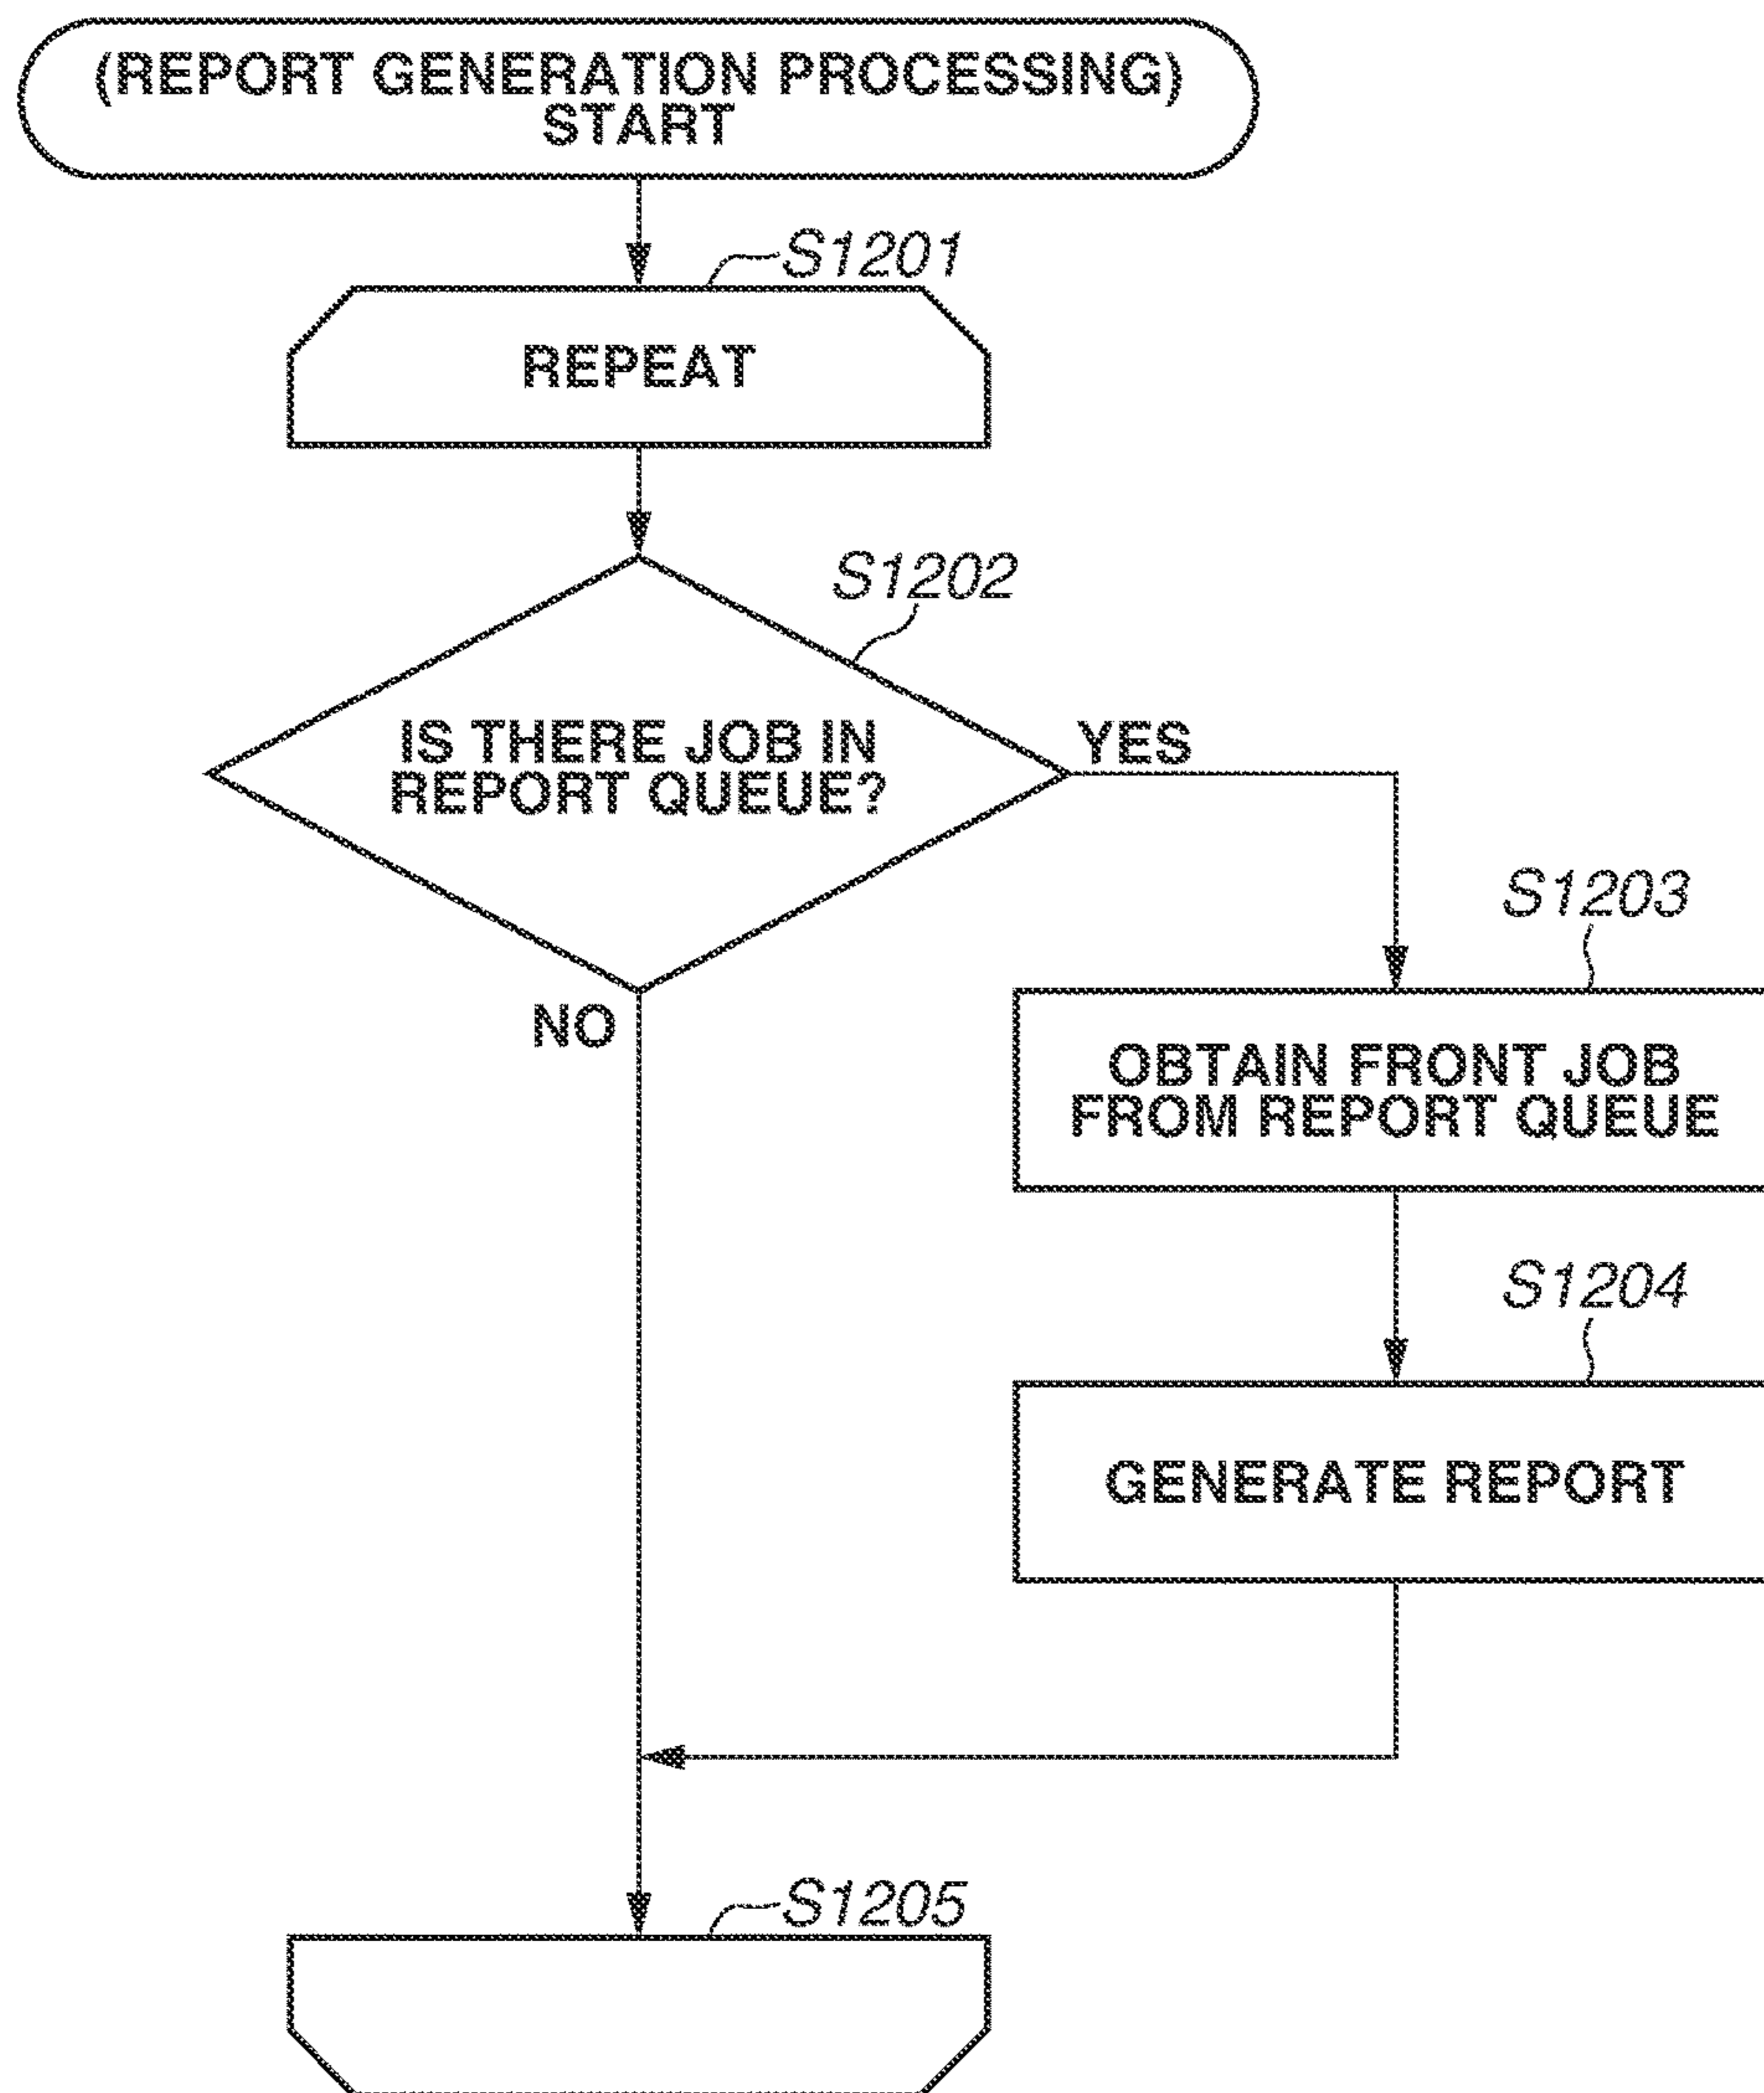 (REPORT GENERATION PROCESSING)
START
S1201
REPEAT
S1202
IS THERE JOB IN
REPORT QUEUE?
YES
NO
S1203
OBTAIN FRONT JOB
FROM REPORT QUEUE
S1204
GENERATE REPORT
S1205